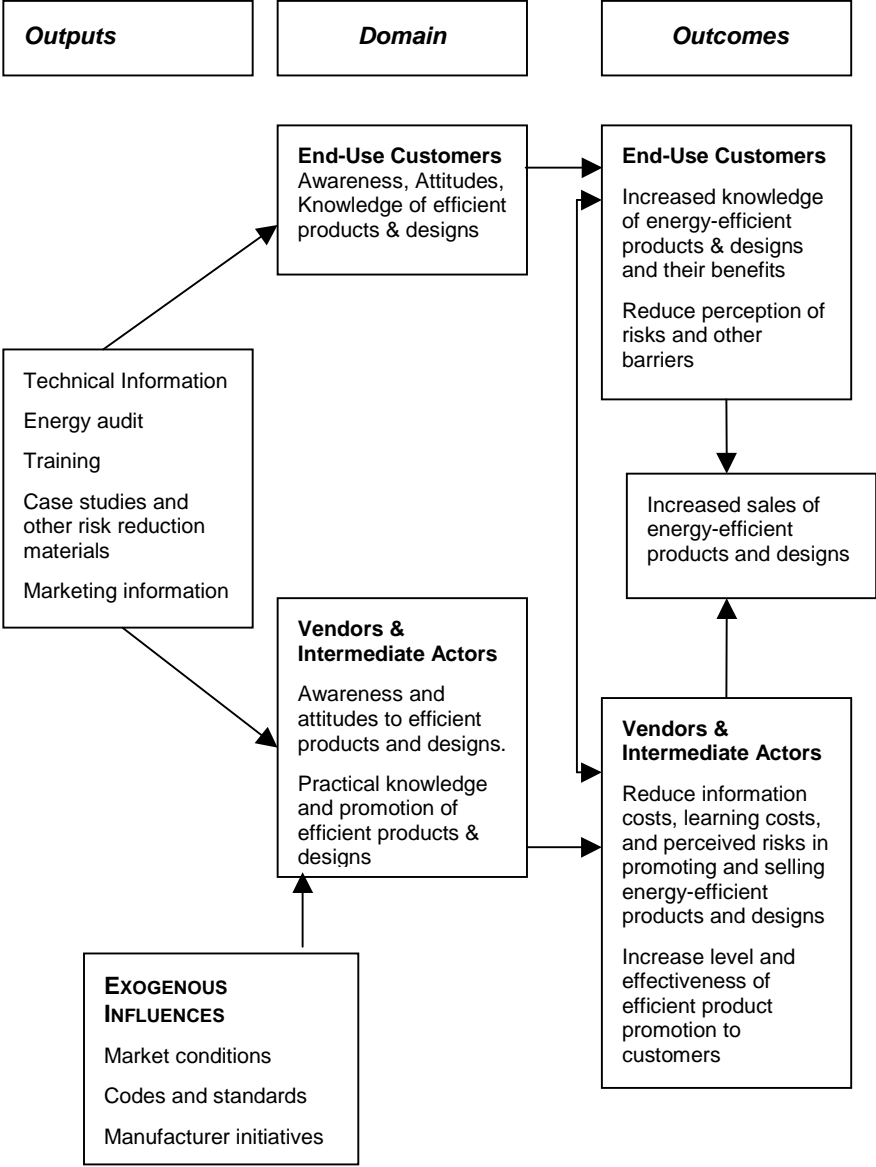 Outputs
Domain
Outcomes
End-Use Customers
Awareness, Attitudes,
Knowledge of efficient
products & designs
End-Use Customers
Increased knowledge
of energy-efficient
products & designs
and their benefits
Reduce perception of
risks and other
barriers
Technical Information
Energy audit
Training
Case studies and
other risk reduction
materials
Marketing information
Increased sales of
energy-efficient
products and designs
Vendors &
Intermediate Actors
Awareness and
attitudes to efficient
products and designs.
Practical knowledge
and promotion of
efficient products &
designs
Vendors &
Intermediate Actors
Reduce information
costs, learning costs,
and perceived risks in
promoting and selling
energy-efficient
products and designs
Increase level and
effectiveness of
efficient product
promotion to
customers
EXOGENOUS
INFLUENCES
Market conditions
Codes and standards
Manufacturer initiatives